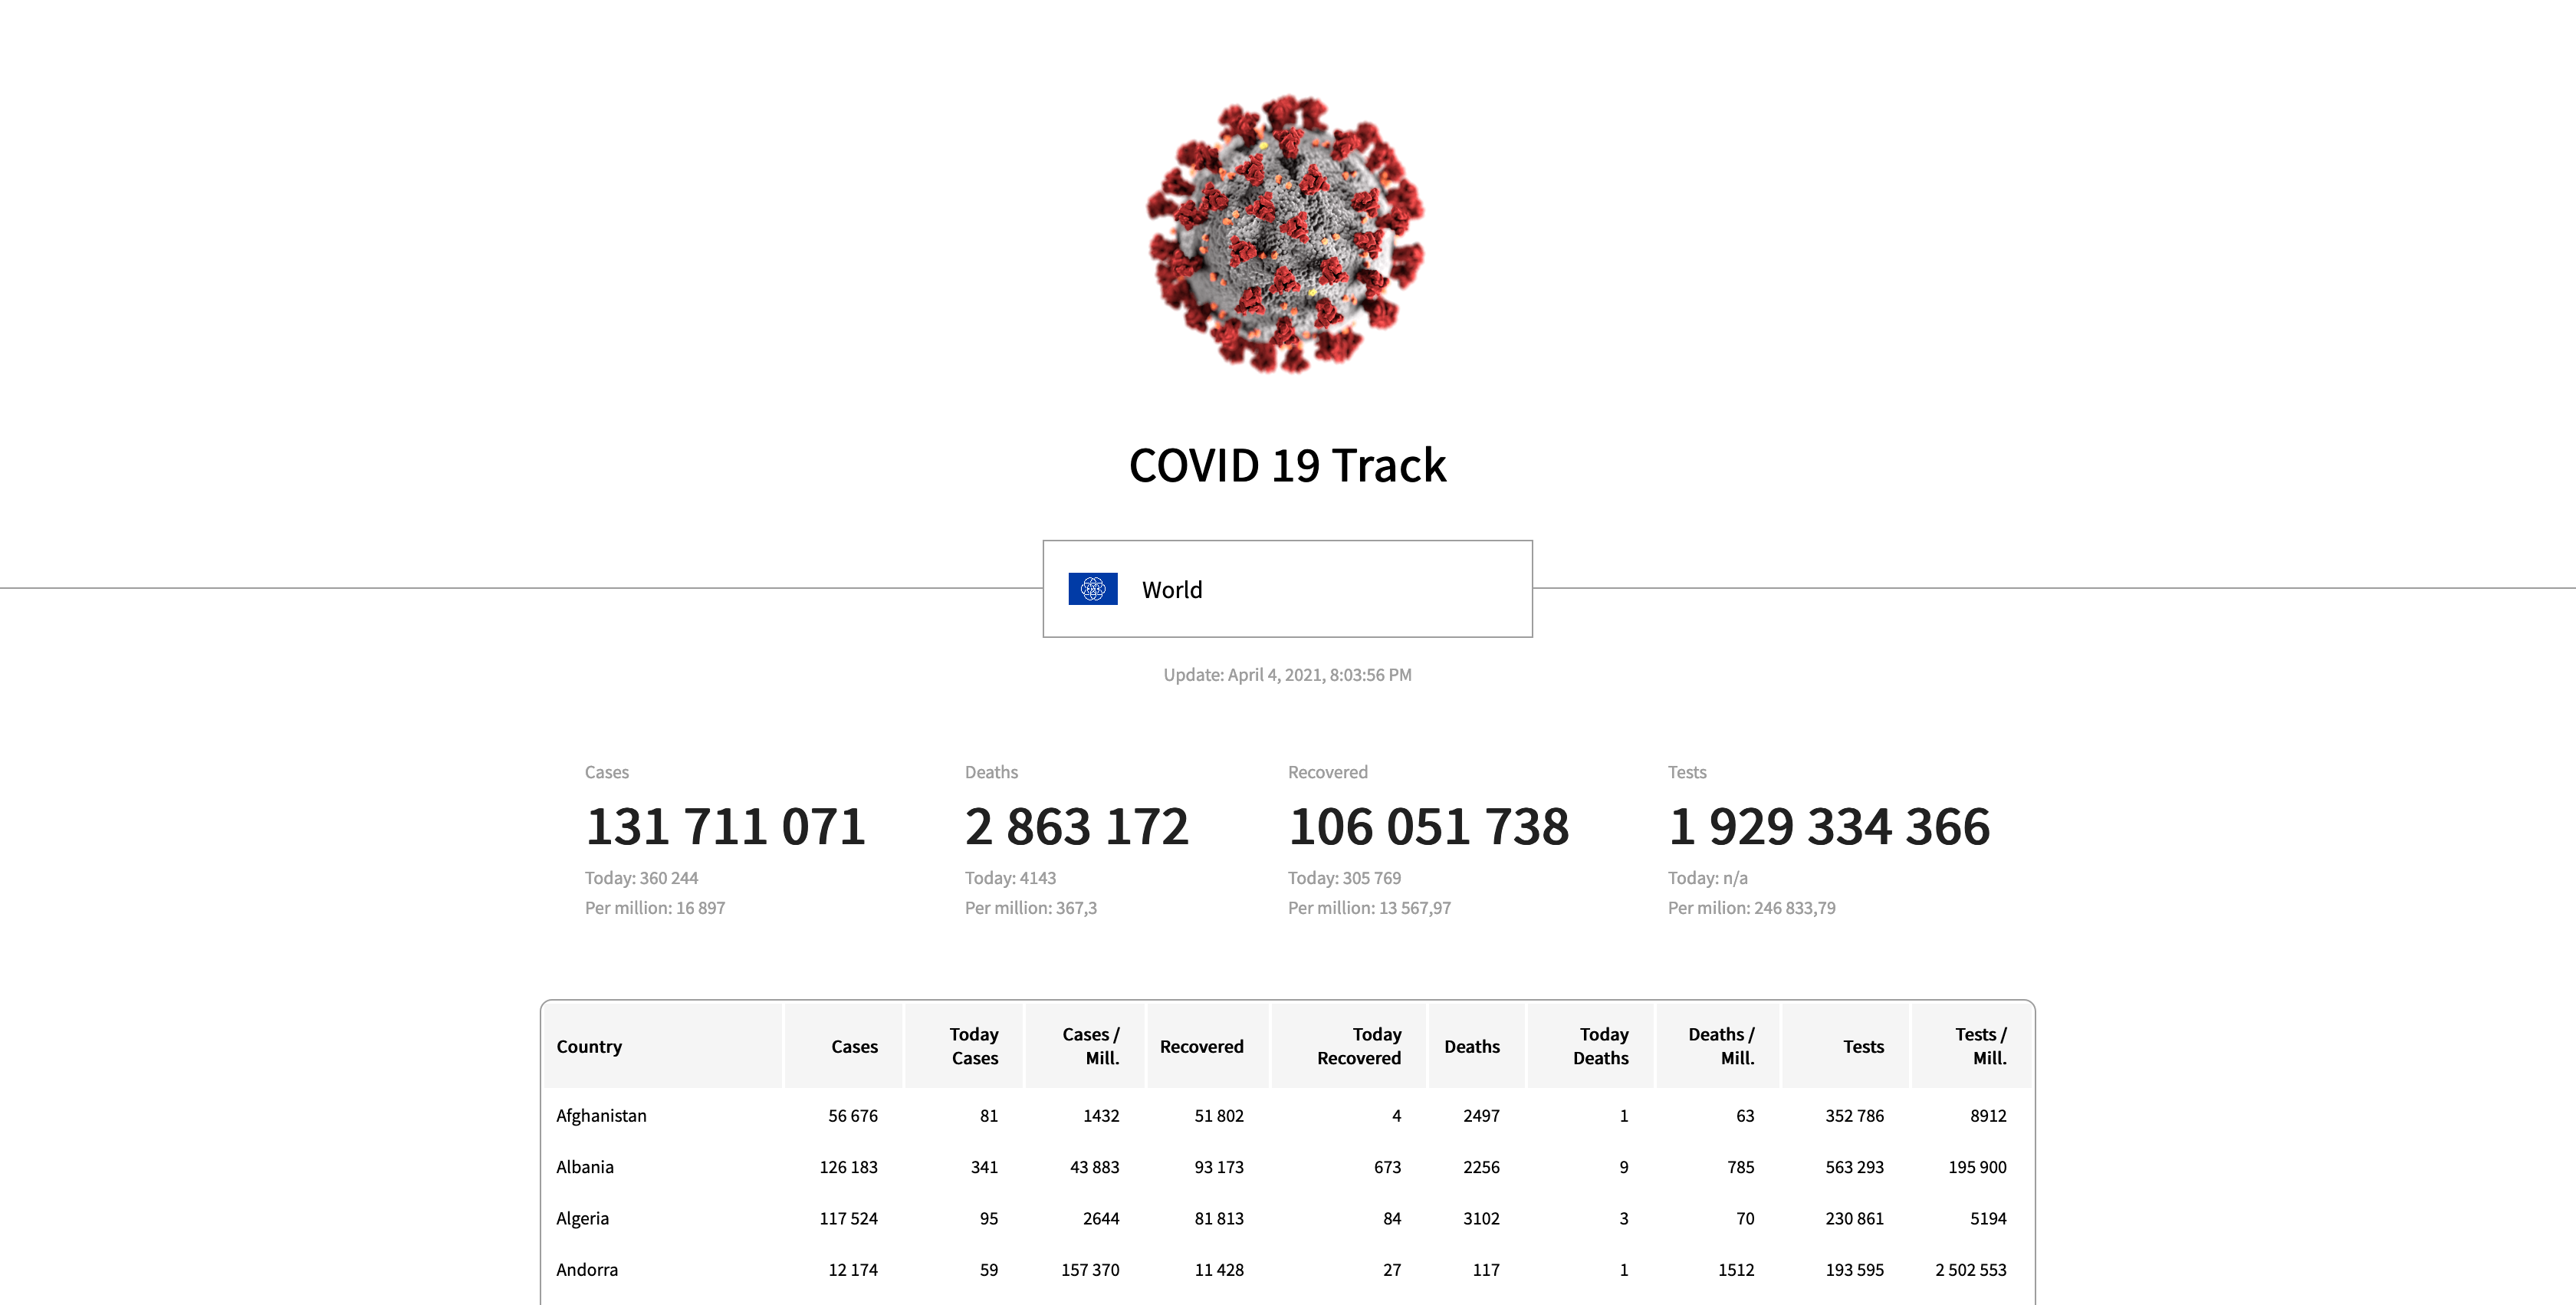 COVID 19 Track
World
Update: April 4, 2021, 8:03:56 PM
Cases
131 711 071
Today: 360 244
Per million: 16 897
Deaths
2 863 172
Today: 4143
Per million: 367,3
Recovered
106 051 738
Today: 305 769
Per million: 13 567,97
Tests
1 929 334 366
Today: n/a
Per milion: 246 833,79
Country Cases Today Cases Cases / Mill. Recovered Today Recovered Deaths Today Deaths Deaths / Mill. Tests Tests / Mill.
Afghanistan 56 676 81 1432 51 802 4 2497 1 63 352 786 8912
Albania 126 183 341 43 883 93 173 673 2256 9 785 563 293 195 900
Algeria 117 524 95 2644 81 813 84 3102 3 70 230 861 5194
Andorra 12 174 59 157 370 11 428 27 117 1 1512 193 595 2 502 553